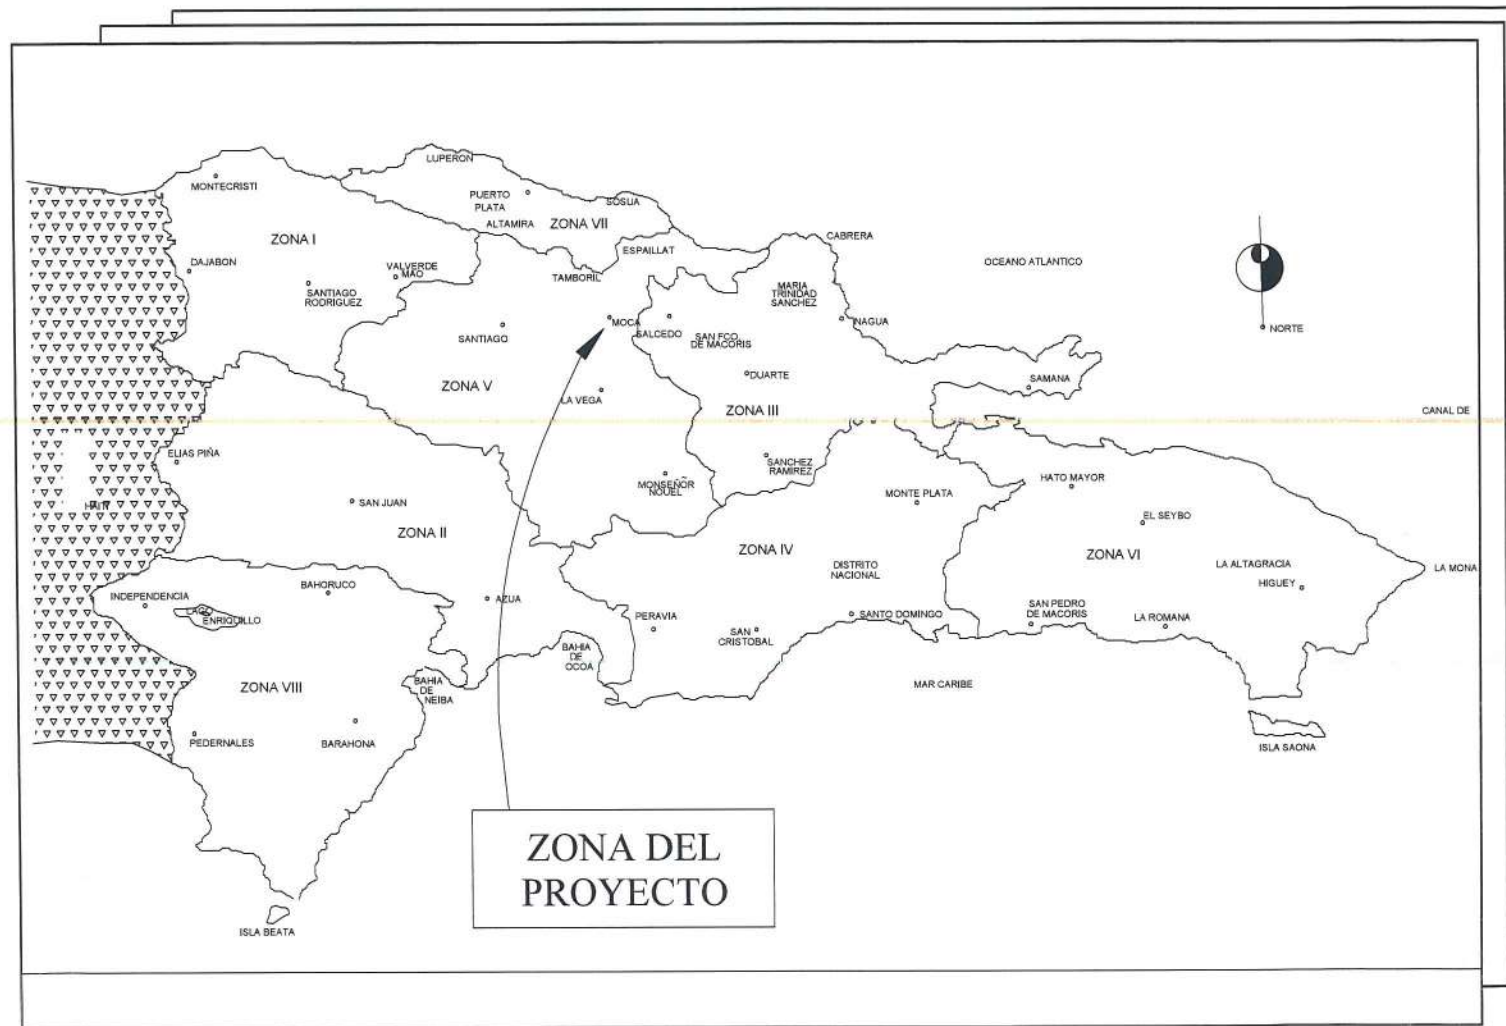 LUPERON
MONTECRISTI
PUERTO
PLATA
SOSUA
ALTAMIRA
ZONA VII
CABRERA
ZONA I
ESPAILLAT
OCEANO ATLANTICO
DAJABON
VALVERDE
MAO
TAMBORIL
SANTIAGO
RODRIGUEZ
MARIA
TRINIDAD
SANCHEZ
NORTE
MOCA
SALCEDO
NAGUA
SANTIAGO
SAN FCO.
DE MACORIS
DUARTE
SAMANA
ZONA V
LA VEGA
ZONA III
CANAL DE
ELIAS PIÑA
SANCHEZ
RAMIREZ
HATO MAYOR
MONSEÑOR
NOUEL
MONTE PLATA
HAITI
SAN JUAN
EL SEYBO
ZONA II
ZONA IV
ZONA VI
DISTRITO
NACIONAL
LA ALTAGRACIA
LA MONA
HIGUEY
BAHORUCO
INDEPENDENCIA
LAGO
ENRIQUILLO
AZUA
PERAVIA
SANTO DOMINGO
SAN PEDRO
DE MACORIS
LA ROMANA
SAN
CRISTOBAL
BAHIA
DE
OCOA
ZONA VIII
BAHIA
DE
NEIBA
MAR CARIBE
PEDERNALES
BARAHONA
ISLA SAONA
ZONA DEL
PROYECTO
ISLA BEATA